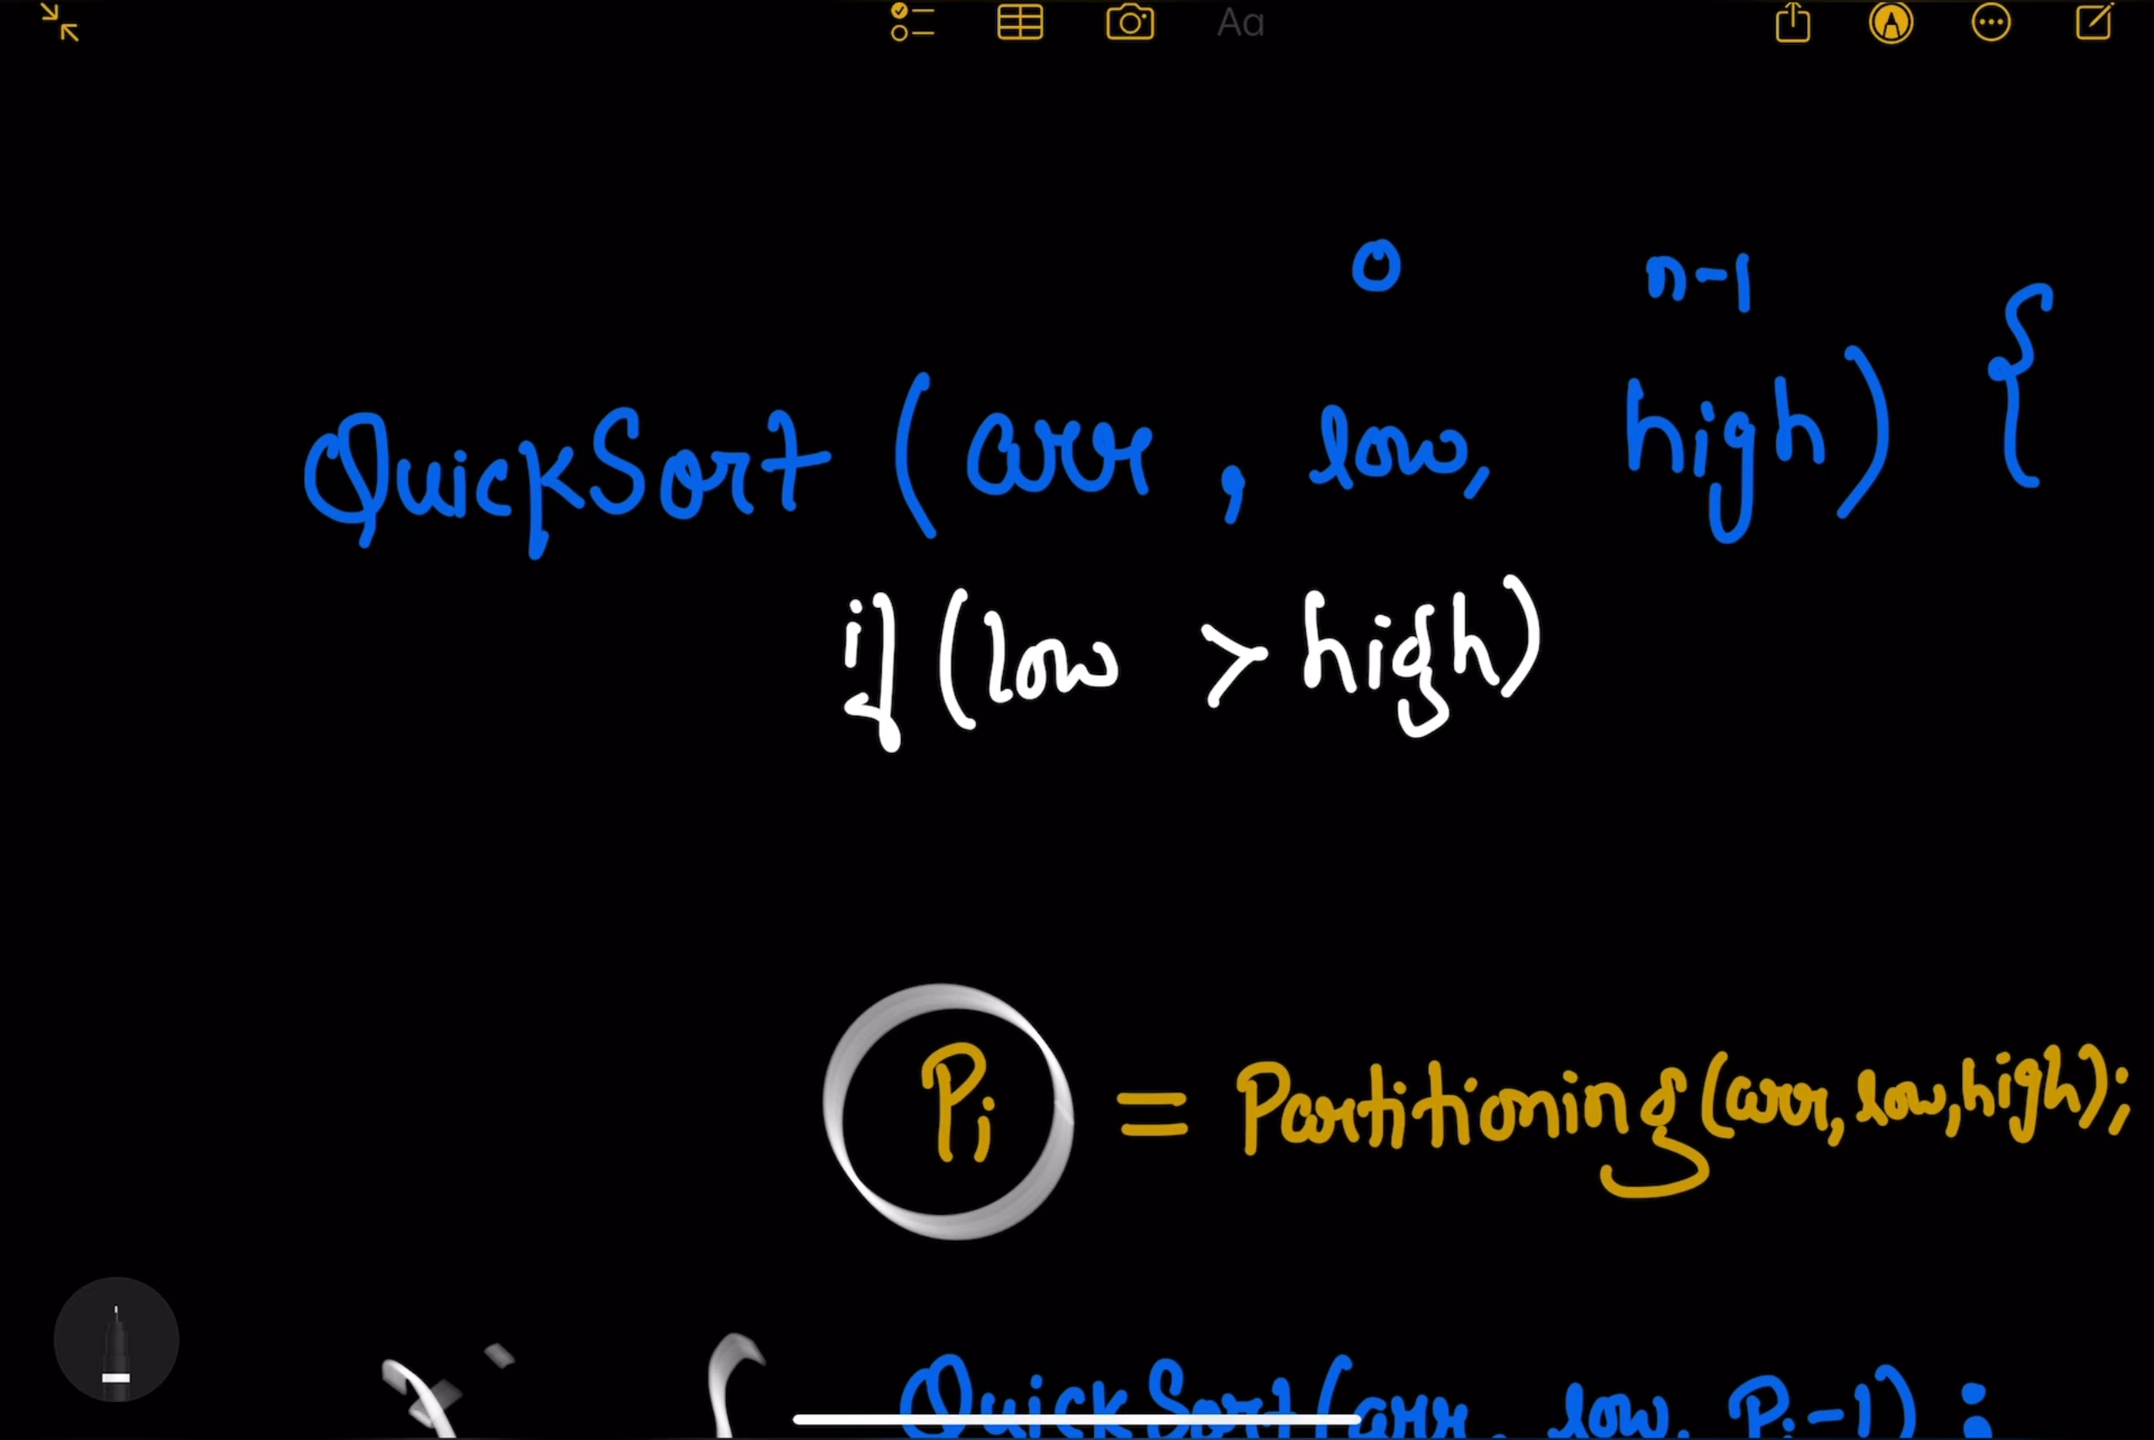 Aa
0 n-1
QuickSort (arr, low, high) {
if (low > high)
Pi = Partitioning(arr, low, high);
QuickSort(arr, low, Pi-1);